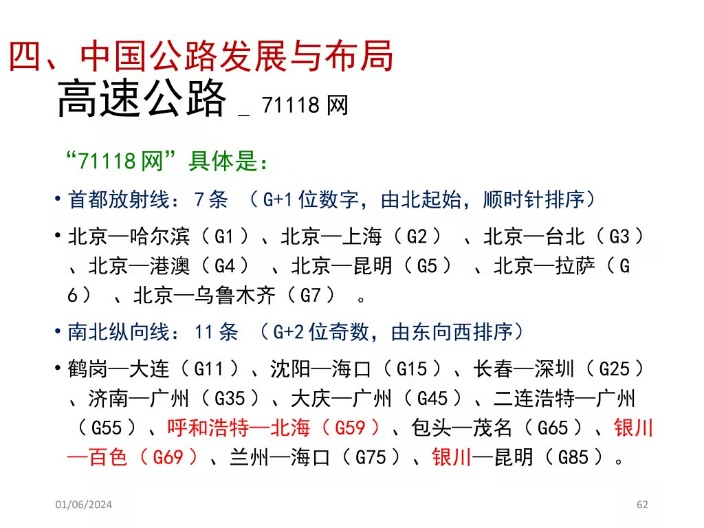 四、中国公路发展与布局
高速公路 _ 71118 网
“71118 网”具体是：
• 首都放射线：7 条 （ G+1 位数字，由北起始，顺时针排序）
• 北京—哈尔滨（ G1 ）、北京—上海（ G2 ） 、北京—台北（ G3 ）
、北京—港澳（ G4 ） 、北京—昆明（ G5 ） 、北京—拉萨（ G
6 ） 、北京—乌鲁木齐（ G7 ） 。
• 南北纵向线：11 条 （ G+2 位奇数，由东向西排序）
• 鹤岗—大连（ G11 ）、沈阳—海口（ G15 ）、长春—深圳（ G25 ）
、济南—广州（ G35 ）、大庆—广州（ G45 ）、二连浩特—广州
（ G55 ）、呼和浩特—北海（ G59 ）、包头—茂名（ G65 ）、银川
—百色（ G69 ）、兰州—海口（ G75 ）、银川—昆明（ G85 ）。
01/06/2024
62